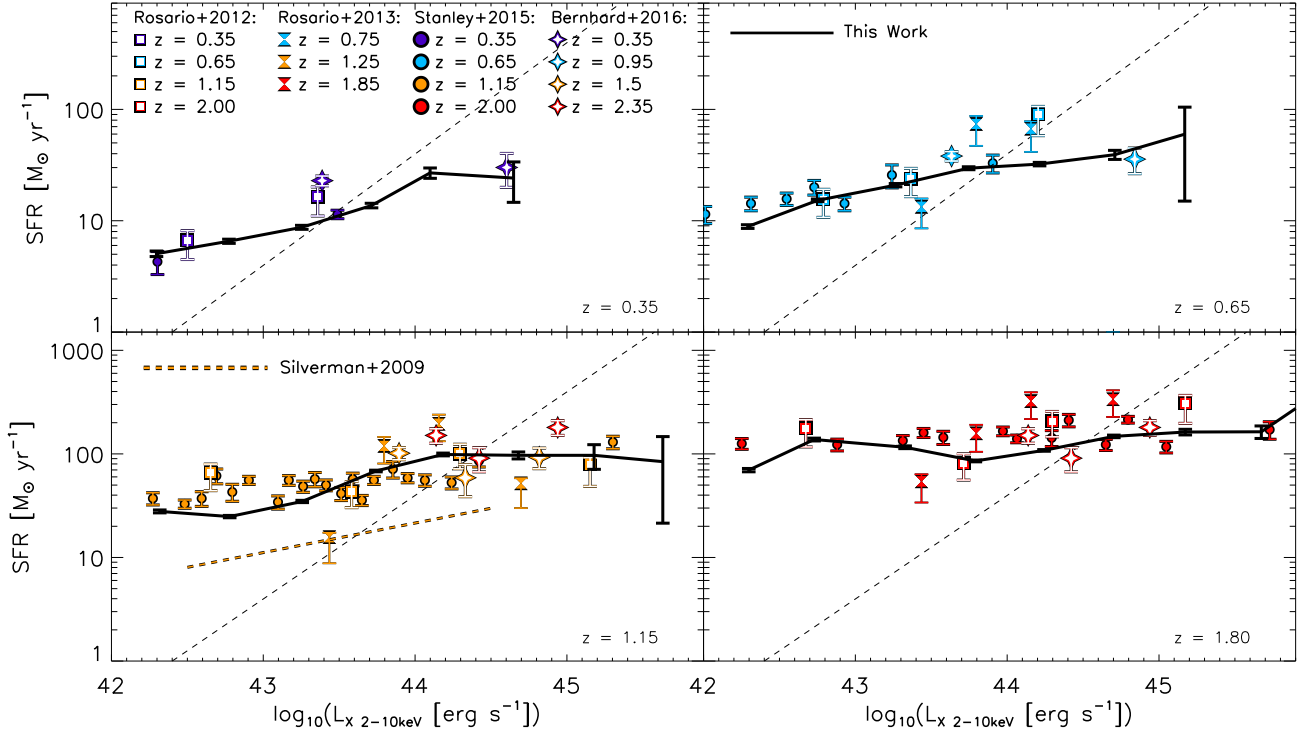 Rosario+2012: Rosario+2013: Stanley+2015: Bernhard+2016:
z = 0.35 z = 0.75 z = 0.35 z = 0.35
z = 0.65 z = 1.25 z = 0.65 z = 0.95
z = 1.15 z = 1.85 z = 1.15 z = 1.5
z = 2.00 z = 2.00 z = 2.35
This Work
100
10
1
SFR [M⊙ yr⁻¹]
z = 0.35
z = 0.65
Silverman+2009
1000
100
10
1
SFR [M⊙ yr⁻¹]
z = 1.15
z = 1.80
42 43 44 45 42 43 44 45
log₁₀(L_X 2−10keV [erg s⁻¹]) log₁₀(L_X 2−10keV [erg s⁻¹])